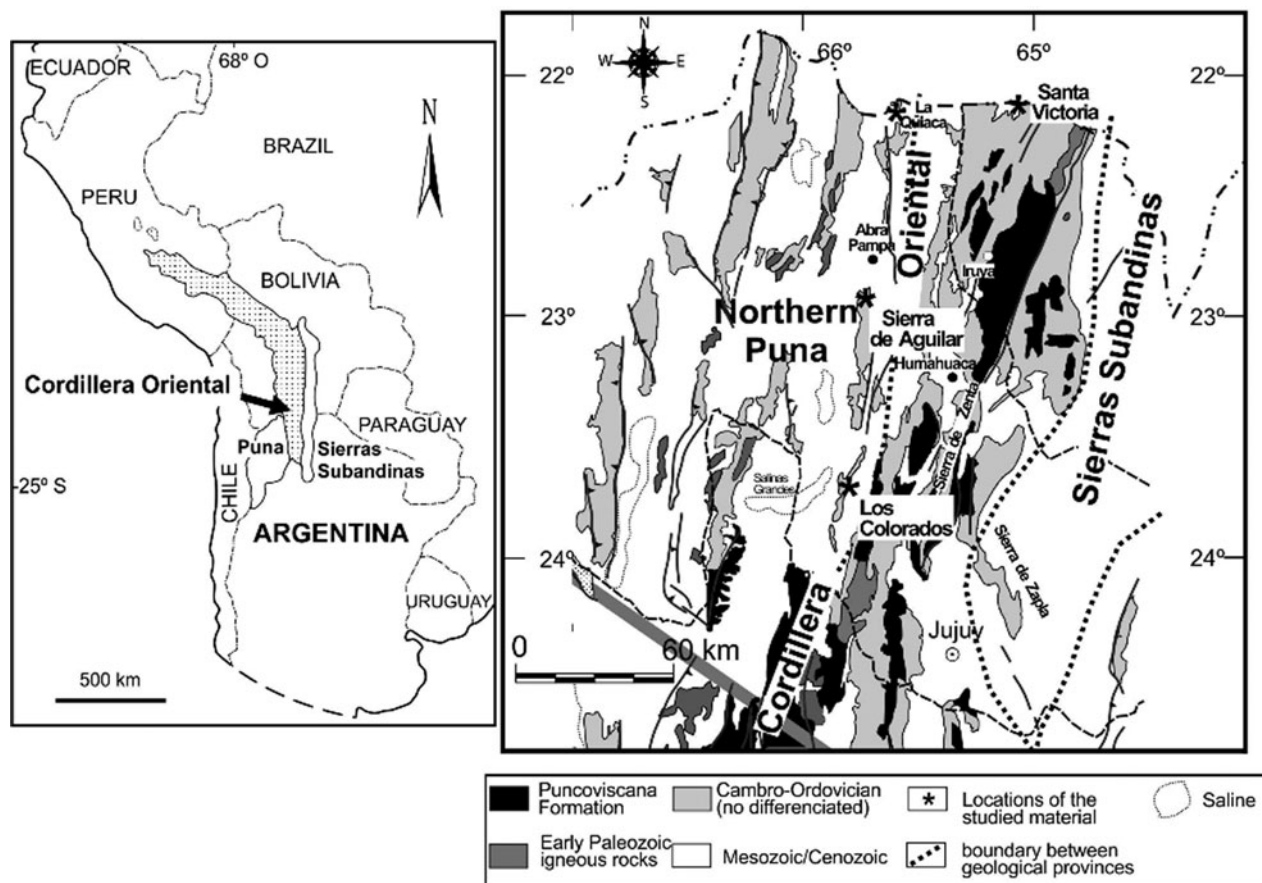 68º O
ECUADOR
N
BRAZIL
PERU
BOLIVIA
Cordillera Oriental
PARAGUAY
Puna
Sierras
Subandinas
25º S
CHILE
ARGENTINA
URUGUAY
500 km
66º
65º
N
W
E
S
22º
22º
La
Quiaca
Santa
Victoria
Oriental
Abra
Pampa
Iruya
Sierras Subandinas
23º
23º
Northern
Puna
Sierra
de Aguilar
Humahuaca
Sierra de Zenta
Salinas
Grandes
Los
Colorados
24º
24º
Sierra de Zapla
Jujuy
0
60 km
Cordillera
Puncoviscana
Formation
Cambro-Ordovician
(no differenciated)
Locations of the
studied material
Saline
Early Paleozoic
igneous rocks
Mesozoic/Cenozoic
boundary between
geological provinces